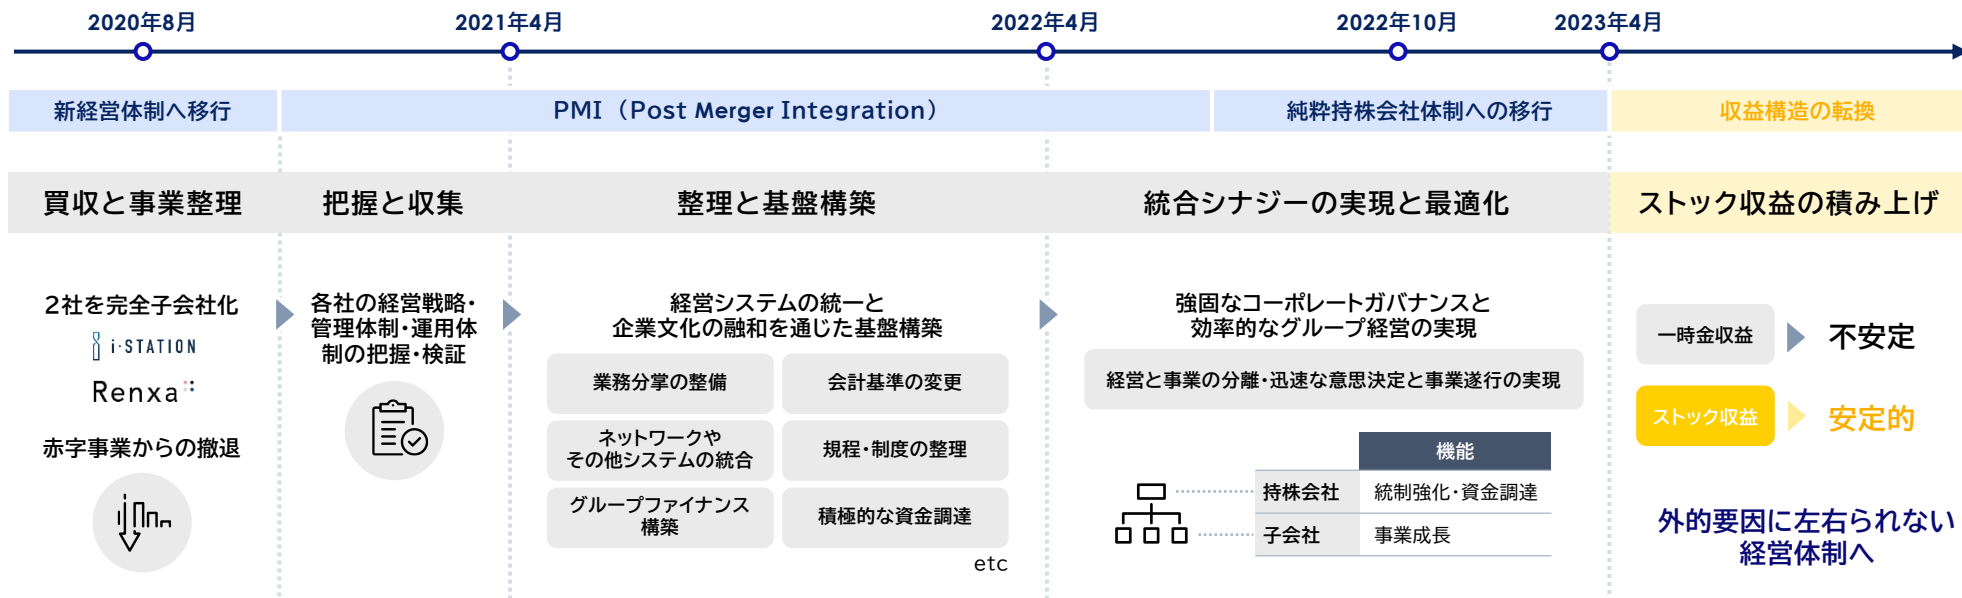 2020年8月
2021年4月
2022年4月
2022年10月
2023年4月
新経営体制へ移行
PMI（Post Merger Integration）
純粋持株会社体制への移行
収益構造の転換
買収と事業整理
把握と収集
整理と基盤構築
統合シナジーの実現と最適化
ストック収益の積み上げ
2社を完全子会社化
i-STATION
Renxa
赤字事業からの撤退
各社の経営戦略・
管理体制・運用体
制の把握・検証
経営システムの統一と
企業文化の融和を通じた基盤構築
業務分掌の整備
会計基準の変更
ネットワークや
その他システムの統合
規程・制度の整理
グループファイナンス
構築
積極的な資金調達
etc
強固なコーポレートガバナンスと
効率的なグループ経営の実現
経営と事業の分離・迅速な意思決定と事業遂行の実現
機能
持株会社 統制強化・資金調達
子会社 事業成長
一時金収益 不安定
ストック収益 安定的
外的要因に左右られない
経営体制へ